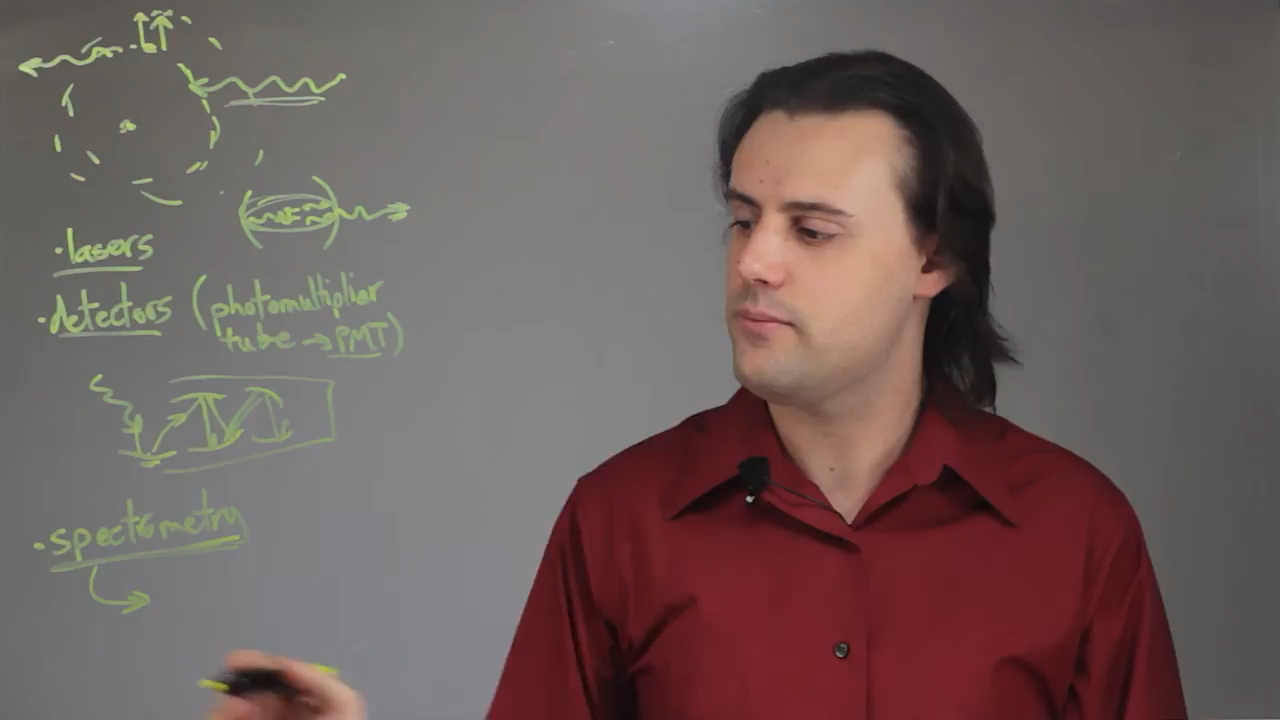 ·lasers
·detectors (photomultiplier
tube → PMT)
·spectrometry